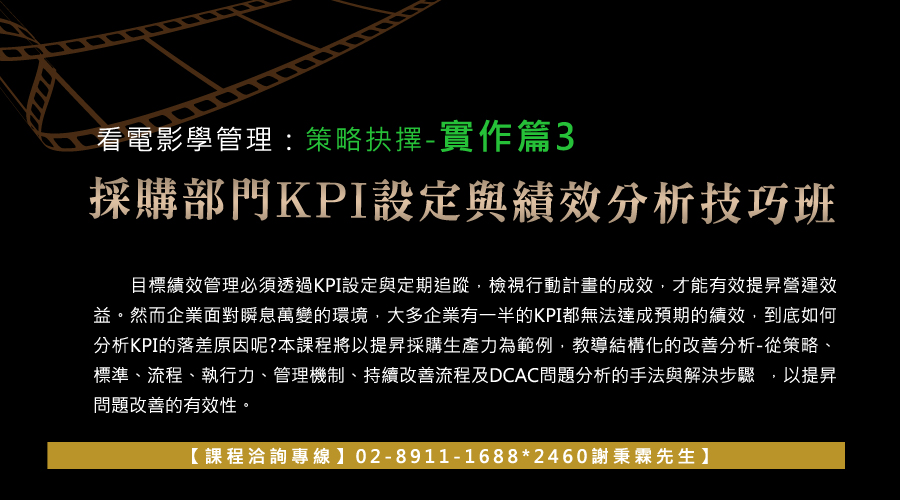 看電影學管理：策略抉擇-實作篇3
採購部門KPI設定與績效分析技巧班
目標績效管理必須透過KPI設定與定期追蹤，檢視行動計畫的成效，才能有效提昇營運效
益。然而企業面對瞬息萬變的環境，大多企業有一半的KPI都無法達成預期的績效，到底如何
分析KPI的落差原因呢?本課程將以提昇採購生產力為範例，教導結構化的改善分析-從策略、
標準、流程、執行力、管理機制、持續改善流程及DCAC問題分析的手法與解決步驟 ，以提昇
問題改善的有效性。
【課程洽詢專線】02-8911-1688*2460謝秉霖先生】